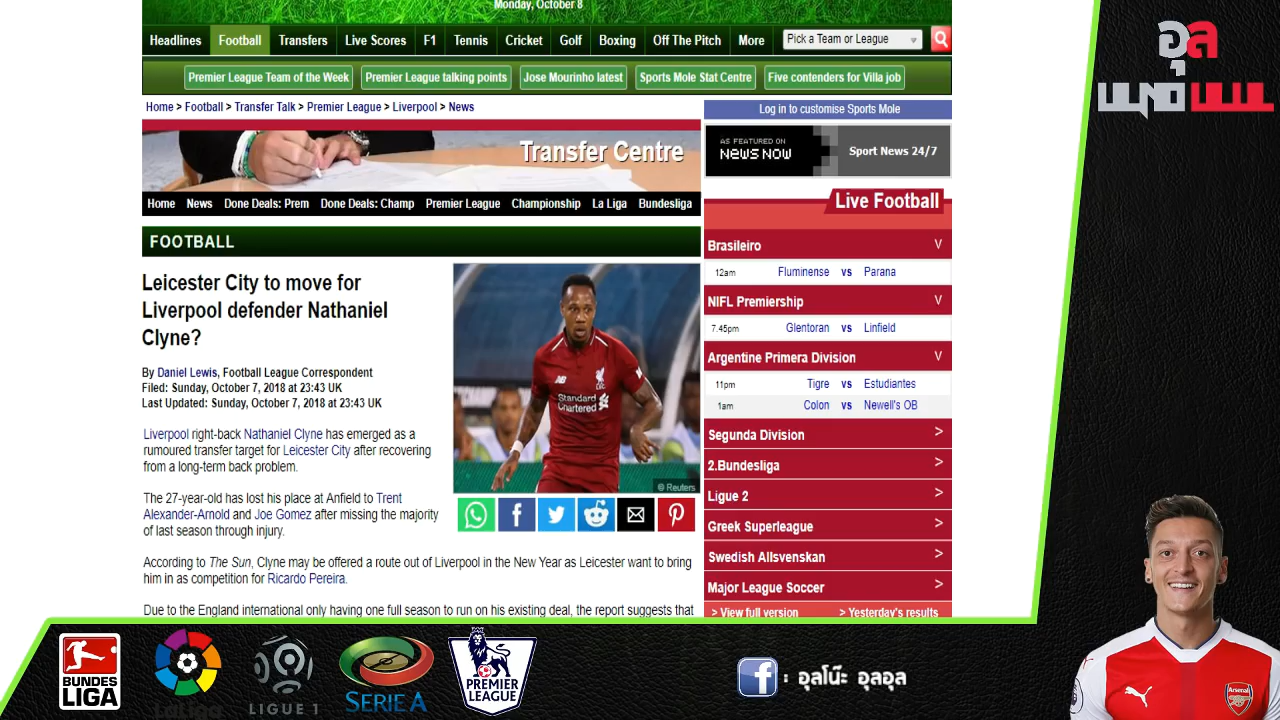 Monday, October 8
Headlines Football Transfers Live Scores F1 Tennis Cricket Golf Boxing Off The Pitch More Pick a Team or League
Premier League Team of the Week Premier League talking points Jose Mourinho latest Sports Mole Stat Centre Five contenders for Villa job
Home > Football > Transfer Talk > Premier League > Liverpool > News
Transfer Centre
Home News Done Deals: Prem Done Deals: Champ Premier League Championship La Liga Bundesliga
FOOTBALL
Leicester City to move for
Liverpool defender Nathaniel
Clyne?
By Daniel Lewis, Football League Correspondent
Filed: Sunday, October 7, 2018 at 23:43 UK
Last Updated: Sunday, October 7, 2018 at 23:43 UK
Liverpool right-back Nathaniel Clyne has emerged as a
rumoured transfer target for Leicester City after recovering
from a long-term back problem.
The 27-year-old has lost his place at Anfield to Trent
Alexander-Arnold and Joe Gomez after missing the majority
of last season through injury.
According to The Sun, Clyne may be offered a route out of Liverpool in the New Year as Leicester want to bring
him in as competition for Ricardo Pereira.
Due to the England international only having one full season to run on his existing deal, the report suggests that
Standard
Chartered
© Reuters
Log in to customise Sports Mole
AS FEATURED ON
NEWS NOW
Sport News 24/7
Live Football
Brasileiro V
12am Fluminense vs Parana
NIFL Premiership V
7.45pm Glentoran vs Linfield
Argentine Primera Division V
11pm Tigre vs Estudiantes
1am Colon vs Newell's OB
Segunda Division >
2.Bundesliga >
Ligue 2 >
Greek Superleague >
Swedish Allsvenskan >
Major League Soccer >
> View full version > Yesterday's results
BUNDES
LIGA
LIGUE 1
SERIE A
PREMIER
LEAGUE
f : อุลโน๊ะ อุลอุล
Arsenal